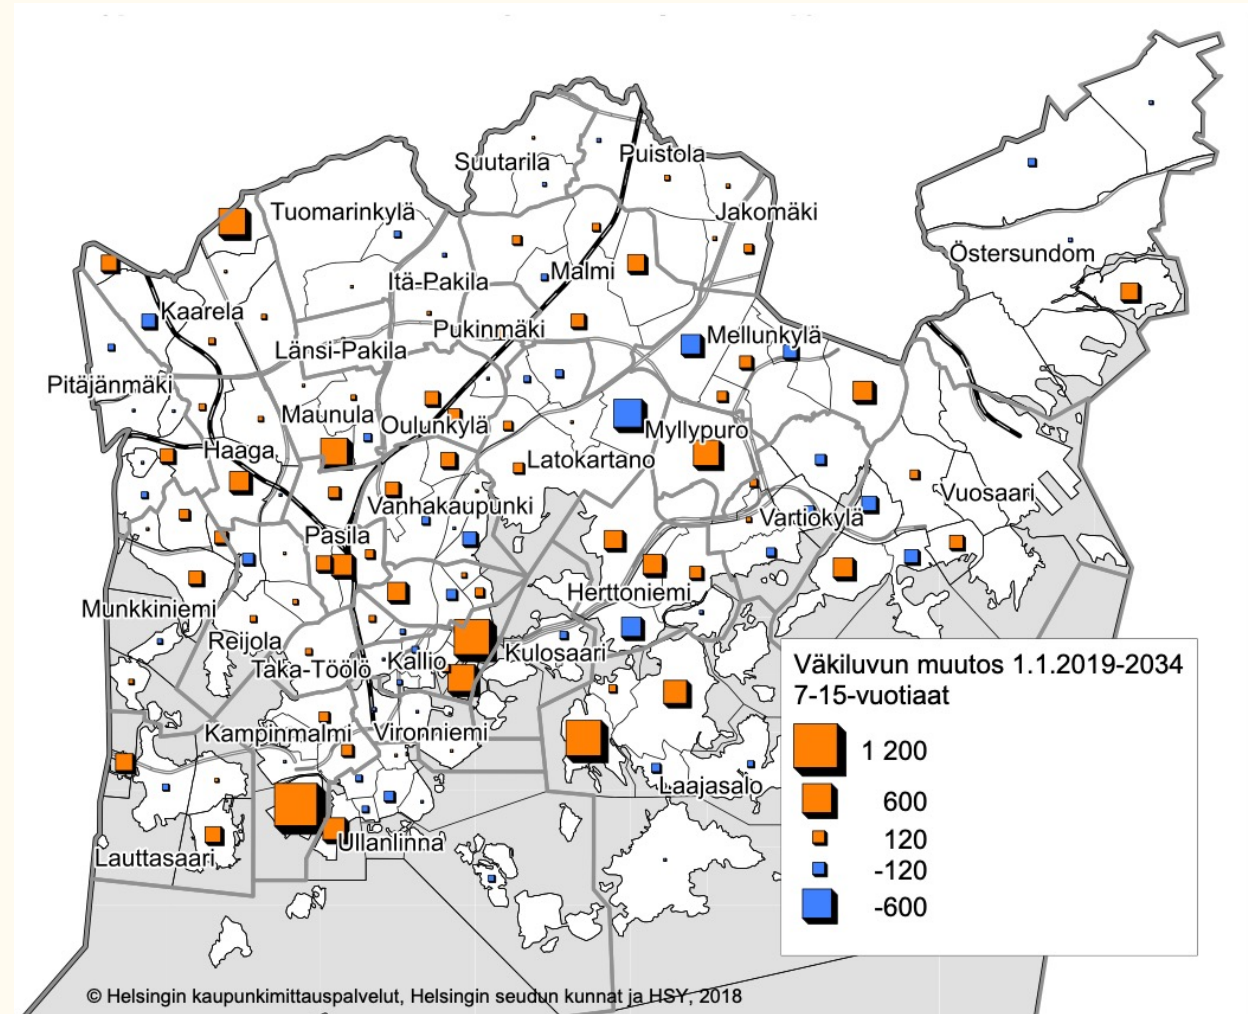 Suutarila
Puistola
Tuomarinkylä
Jakomäki
Östersundom
Itä-Pakila
Malmi
Kaarela
Pukinmäki
Mellunkylä
Länsi-Pakila
Pitäjänmäki
Maunula
Oulunkylä
Myllypuro
Haaga
Latokartano
Vuosaari
Vanhakaupunki
Vartiokylä
Pasila
Herttoniemi
Munkkiniemi
Reijola
Kulosaari
Taka-Töölö
Kallio
Kampinmalmi
Vironniemi
Laajasalo
Ullanlinna
Lauttasaari
Väkiluvun muutos 1.1.2019-2034
7-15-vuotiaat
1 200
600
120
-120
-600
© Helsingin kaupunkimittauspalvelut, Helsingin seudun kunnat ja HSY, 2018